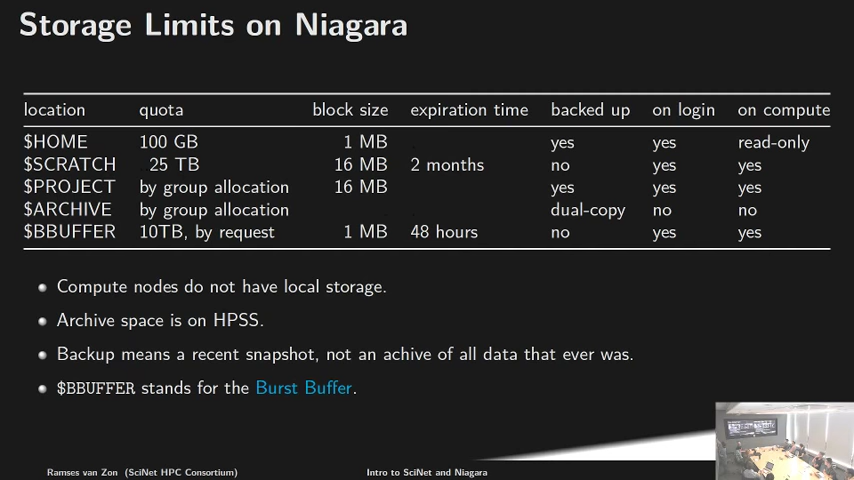 Storage Limits on Niagara
location quota block size expiration time backed up on login on compute
$HOME 100 GB 1 MB yes yes read-only
$SCRATCH 25 TB 16 MB 2 months no yes yes
$PROJECT by group allocation 16 MB yes yes yes
$ARCHIVE by group allocation dual-copy no no
$BBUFFER 10TB, by request 1 MB 48 hours no yes yes
Compute nodes do not have local storage.
Archive space is on HPSS.
Backup means a recent snapshot, not an achive of all data that ever was.
$BBUFFER stands for the Burst Buffer.
Ramses van Zon (SciNet HPC Consortium) Intro to SciNet and Niagara